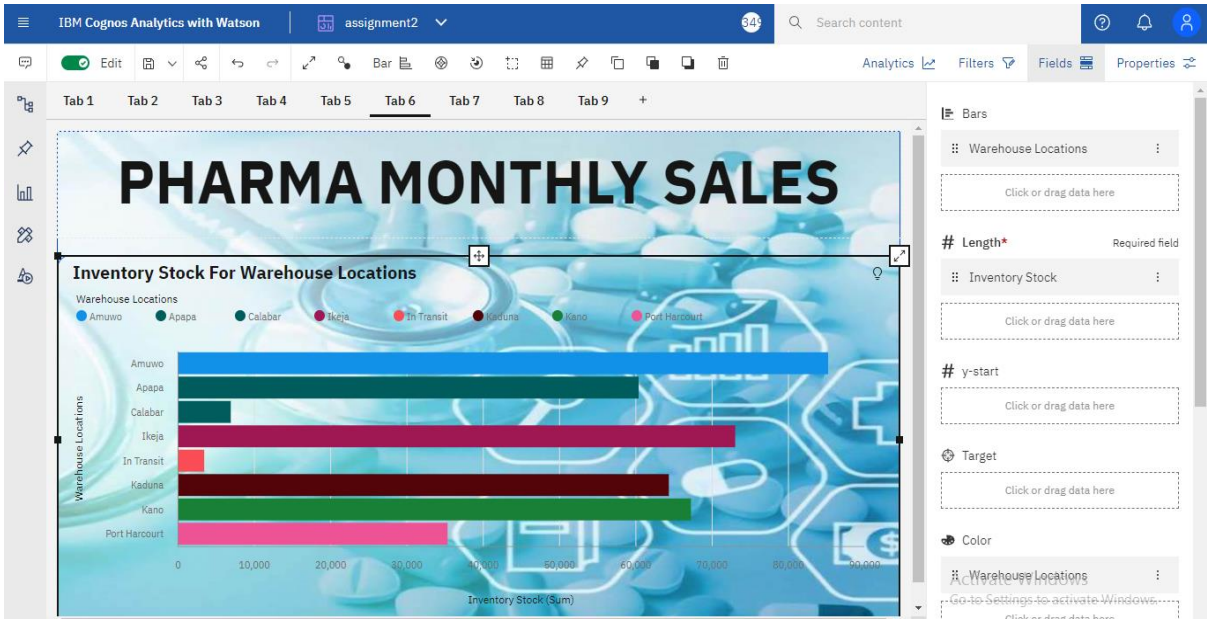 IBM Cognos Analytics with Watson
assignment2
349
Search content
Edit
Bar
Analytics
Filters
Fields
Properties
Tab 1 Tab 2 Tab 3 Tab 4 Tab 5 Tab 6 Tab 7 Tab 8 Tab 9 +
PHARMA MONTHLY SALES
Inventory Stock For Warehouse Locations
Warehouse Locations
Amuwo Apapa Calabar Ikeja In Transit Kaduna Kano Port Harcourt
Warehouse Locations
Amuwo
Apapa
Calabar
Ikeja
In Transit
Kaduna
Kano
Port Harcourt
0 10,000 20,000 30,000 40,000 50,000 60,000 70,000 80,000 90,000
Inventory Stock (Sum)
Bars
Warehouse Locations
Click or drag data here
# Length* Required field
Inventory Stock
Click or drag data here
# y-start
Click or drag data here
Target
Click or drag data here
Color
Warehouse Locations
Activate Windows
Go to Settings to activate Windows.
Click or drag data here